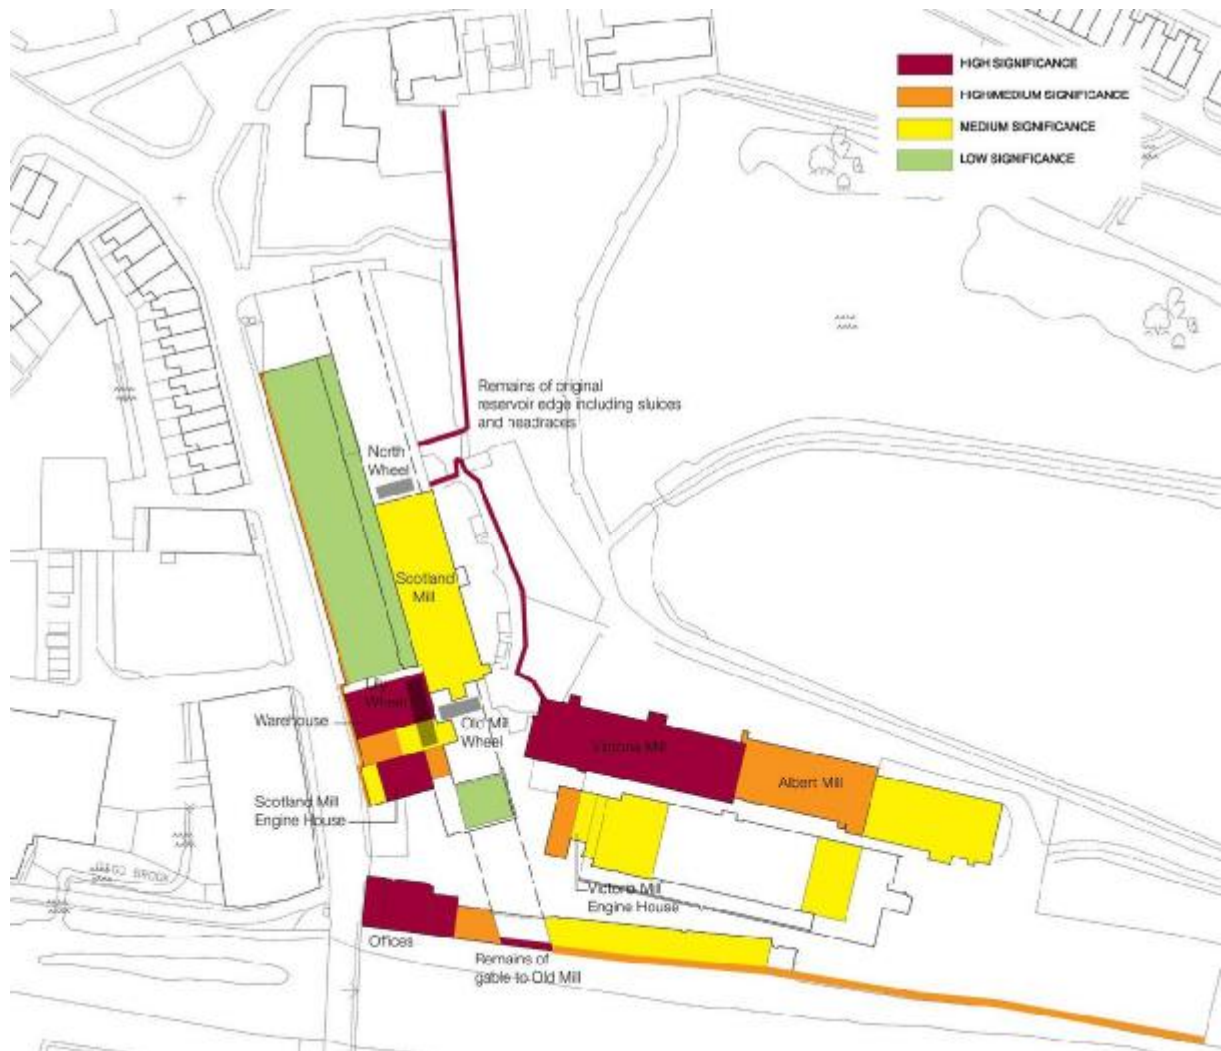 HIGH SIGNIFICANCE
HIGH/MEDIUM SIGNIFICANCE
MEDIUM SIGNIFICANCE
LOW SIGNIFICANCE
Remains of original
reservoir edge including sluices
and headraces
North
Wheel
Scotland
Mill
Lily
Wheel
Warehouse
Old Mill
Wheel
Victoria Mill
Albert Mill
Scotland Mill
Engine House
Victoria Mill
Engine House
Offices
Remains of
gable to Old Mill
BROOK